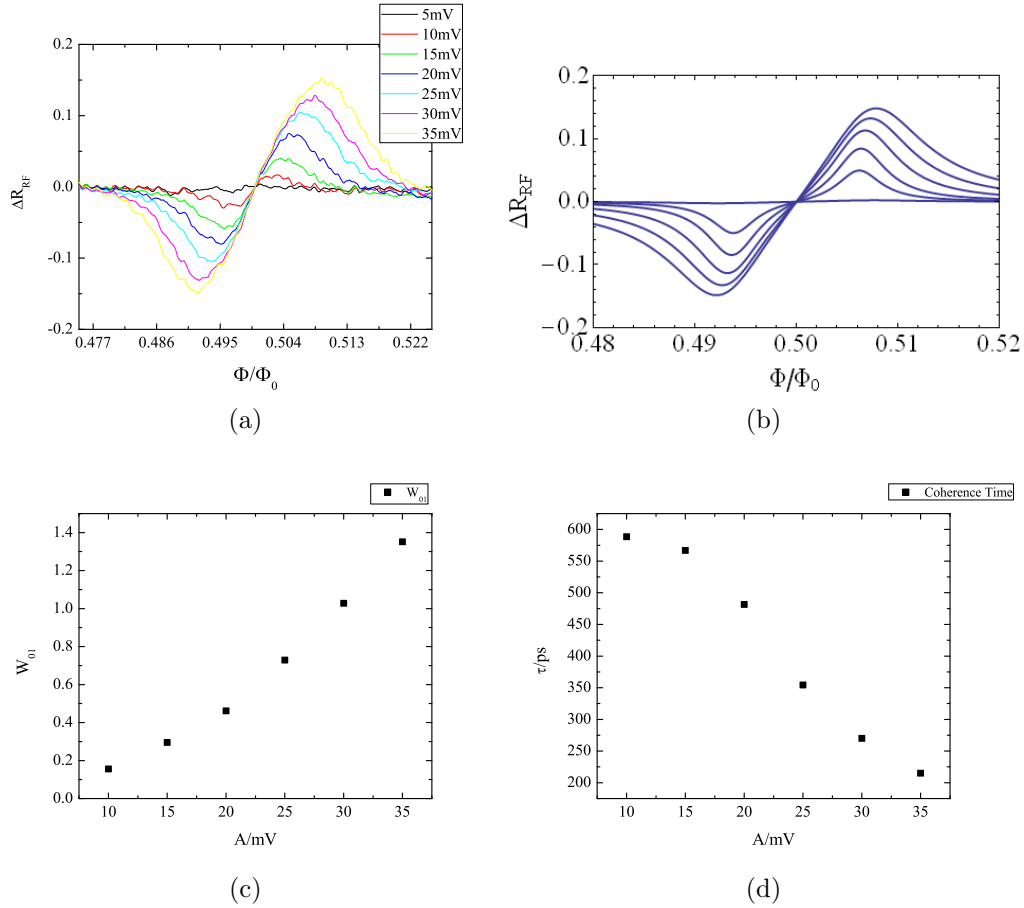 5mV
10mV
15mV
20mV
25mV
30mV
35mV
0.2
0.1
0.0
-0.1
-0.2
ΔR_RF
0.477 0.486 0.495 0.504 0.513 0.522
Φ/Φ_0
(a)
0.2
0.1
0.0
−0.1
−0.2
ΔR_RF
0.48 0.49 0.50 0.51 0.52
Φ/Φ_0
(b)
W_01
1.4
1.2
1.0
0.8
0.6
0.4
0.2
0.0
W_01
10 15 20 25 30 35
A/mV
(c)
Coherence Time
600
550
500
450
400
350
300
250
200
τ/ps
10 15 20 25 30 35
A/mV
(d)